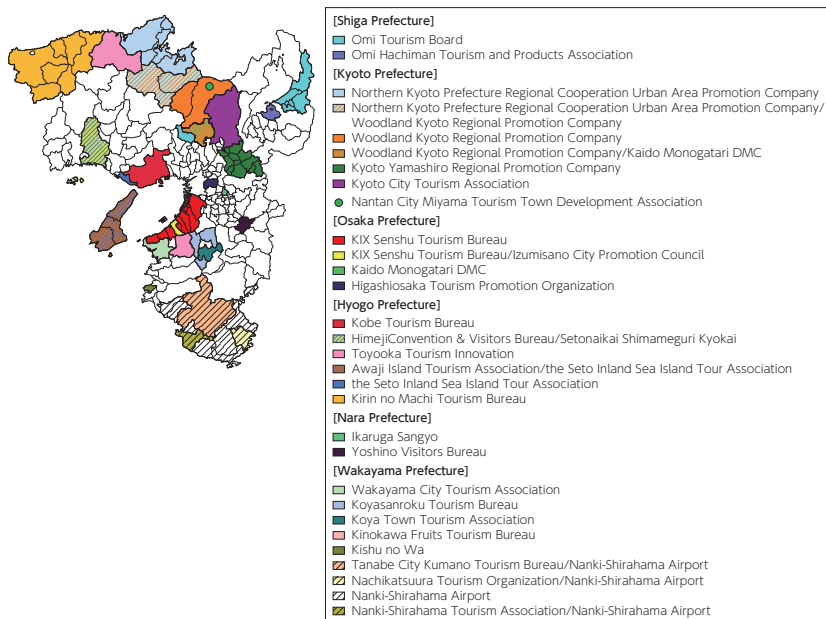 [Shiga Prefecture]
Omi Tourism Board
Omi Hachiman Tourism and Products Association
[Kyoto Prefecture]
Northern Kyoto Prefecture Regional Cooperation Urban Area Promotion Company
Northern Kyoto Prefecture Regional Cooperation Urban Area Promotion Company/
Woodland Kyoto Regional Promotion Company
Woodland Kyoto Regional Promotion Company
Woodland Kyoto Regional Promotion Company/Kaido Monogatari DMC
Kyoto Yamashiro Regional Promotion Company
Kyoto City Tourism Association
Nantan City Miyama Tourism Town Development Association
[Osaka Prefecture]
KIX Senshu Tourism Bureau
KIX Senshu Tourism Bureau/Izumisano City Promotion Council
Kaido Monogatari DMC
Higashiosaka Tourism Promotion Organization
[Hyogo Prefecture]
Kobe Tourism Bureau
HimejiConvention & Visitors Bureau/Setonaikai Shimameguri Kyokai
Toyooka Tourism Innovation
Awaji Island Tourism Association/the Seto Inland Sea Island Tour Association
the Seto Inland Sea Island Tour Association
Kirin no Machi Tourism Bureau
[Nara Prefecture]
Ikaruga Sangyo
Yoshino Visitors Bureau
[Wakayama Prefecture]
Wakayama City Tourism Association
Koyasanroku Tourism Bureau
Koya Town Tourism Association
Kinokawa Fruits Tourism Bureau
Kishu no Wa
Tanabe City Kumano Tourism Bureau/Nanki-Shirahama Airport
Nachikatsuura Tourism Organization/Nanki-Shirahama Airport
Nanki-Shirahama Airport
Nanki-Shirahama Tourism Association/Nanki-Shirahama Airport